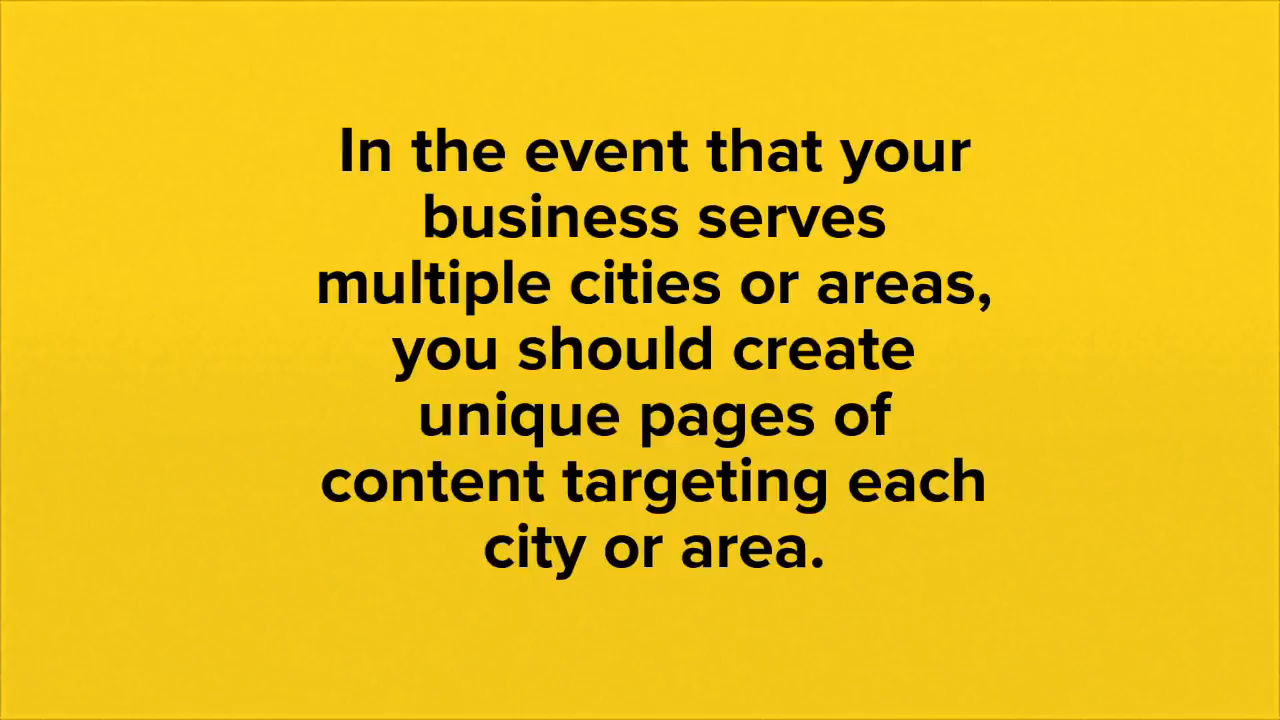 In the event that your
business serves
multiple cities or areas,
you should create
unique pages of
content targeting each
city or area.